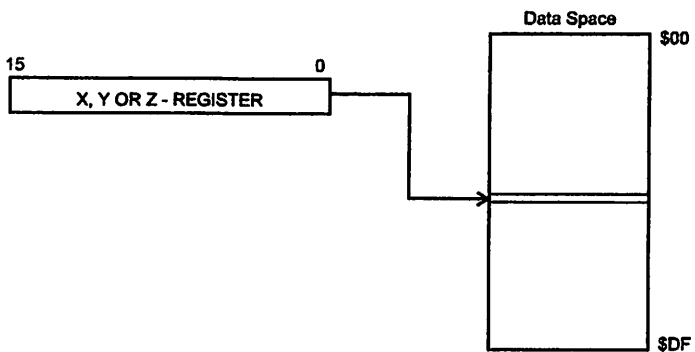 Data Space
$00
15 0
X, Y OR Z - REGISTER
$DF